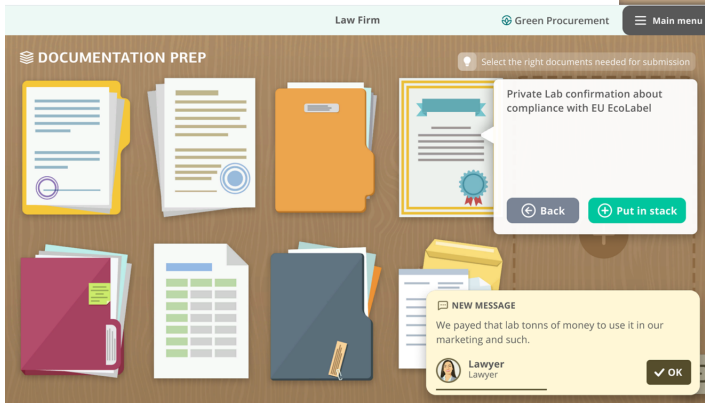 Law Firm
Green Procurement
Main menu
DOCUMENTATION PREP
Select the right documents needed for submission
Private Lab confirmation about
compliance with EU EcoLabel
Back
Put in stack
NEW MESSAGE
We payed that lab tonns of money to use it in our
marketing and such.
Lawyer
Lawyer
OK